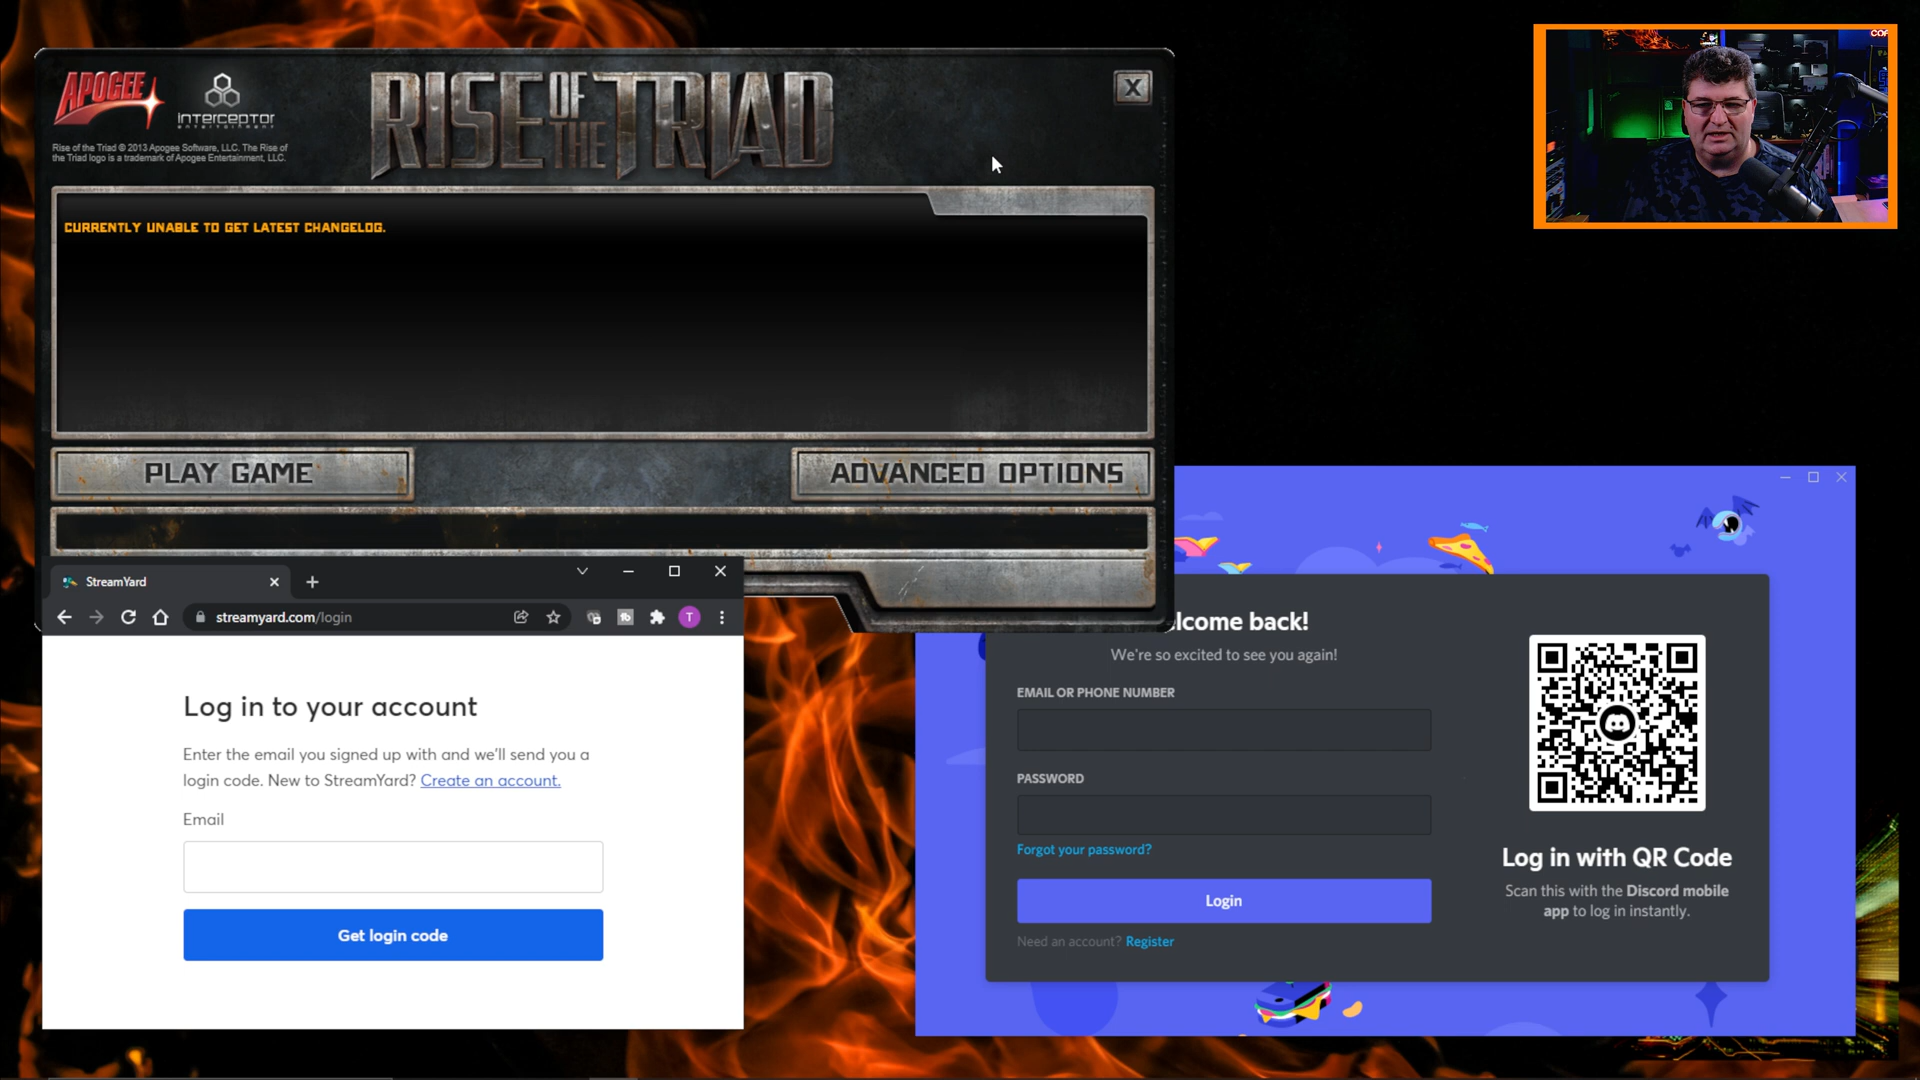 APOGEE
interceptor
entertainment
Rise of the Triad © 2013 Apogee Software, LLC. The Rise of
the Triad logo is a trademark of Apogee Entertainment, LLC.
RISE OF THE TRIAD
X
CURRENTLY UNABLE TO GET LATEST CHANGELOG.
PLAY GAME
ADVANCED OPTIONS
StreamYard
streamyard.com/login
T
Log in to your account
Enter the email you signed up with and we'll send you a
login code. New to StreamYard? Create an account.
Email
Get login code
lcome back!
We're so excited to see you again!
EMAIL OR PHONE NUMBER
PASSWORD
Forgot your password?
Login
Need an account? Register
Log in with QR Code
Scan this with the Discord mobile
app to log in instantly.